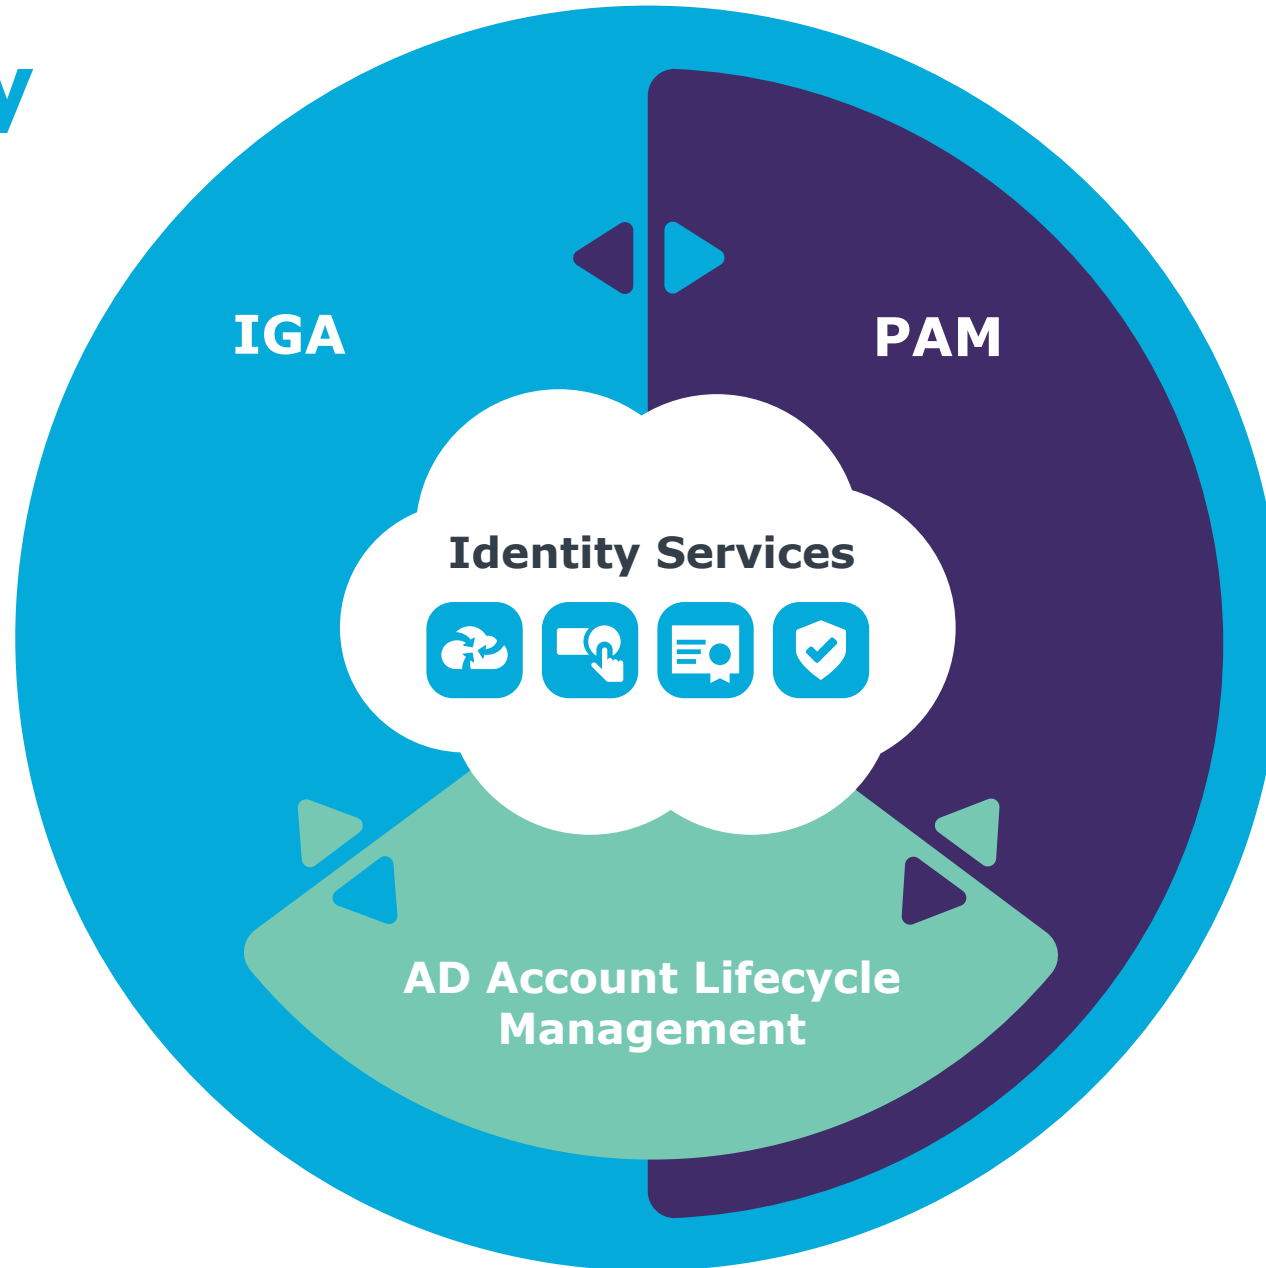 y
IGA
PAM
Identity Services
AD Account Lifecycle
Management